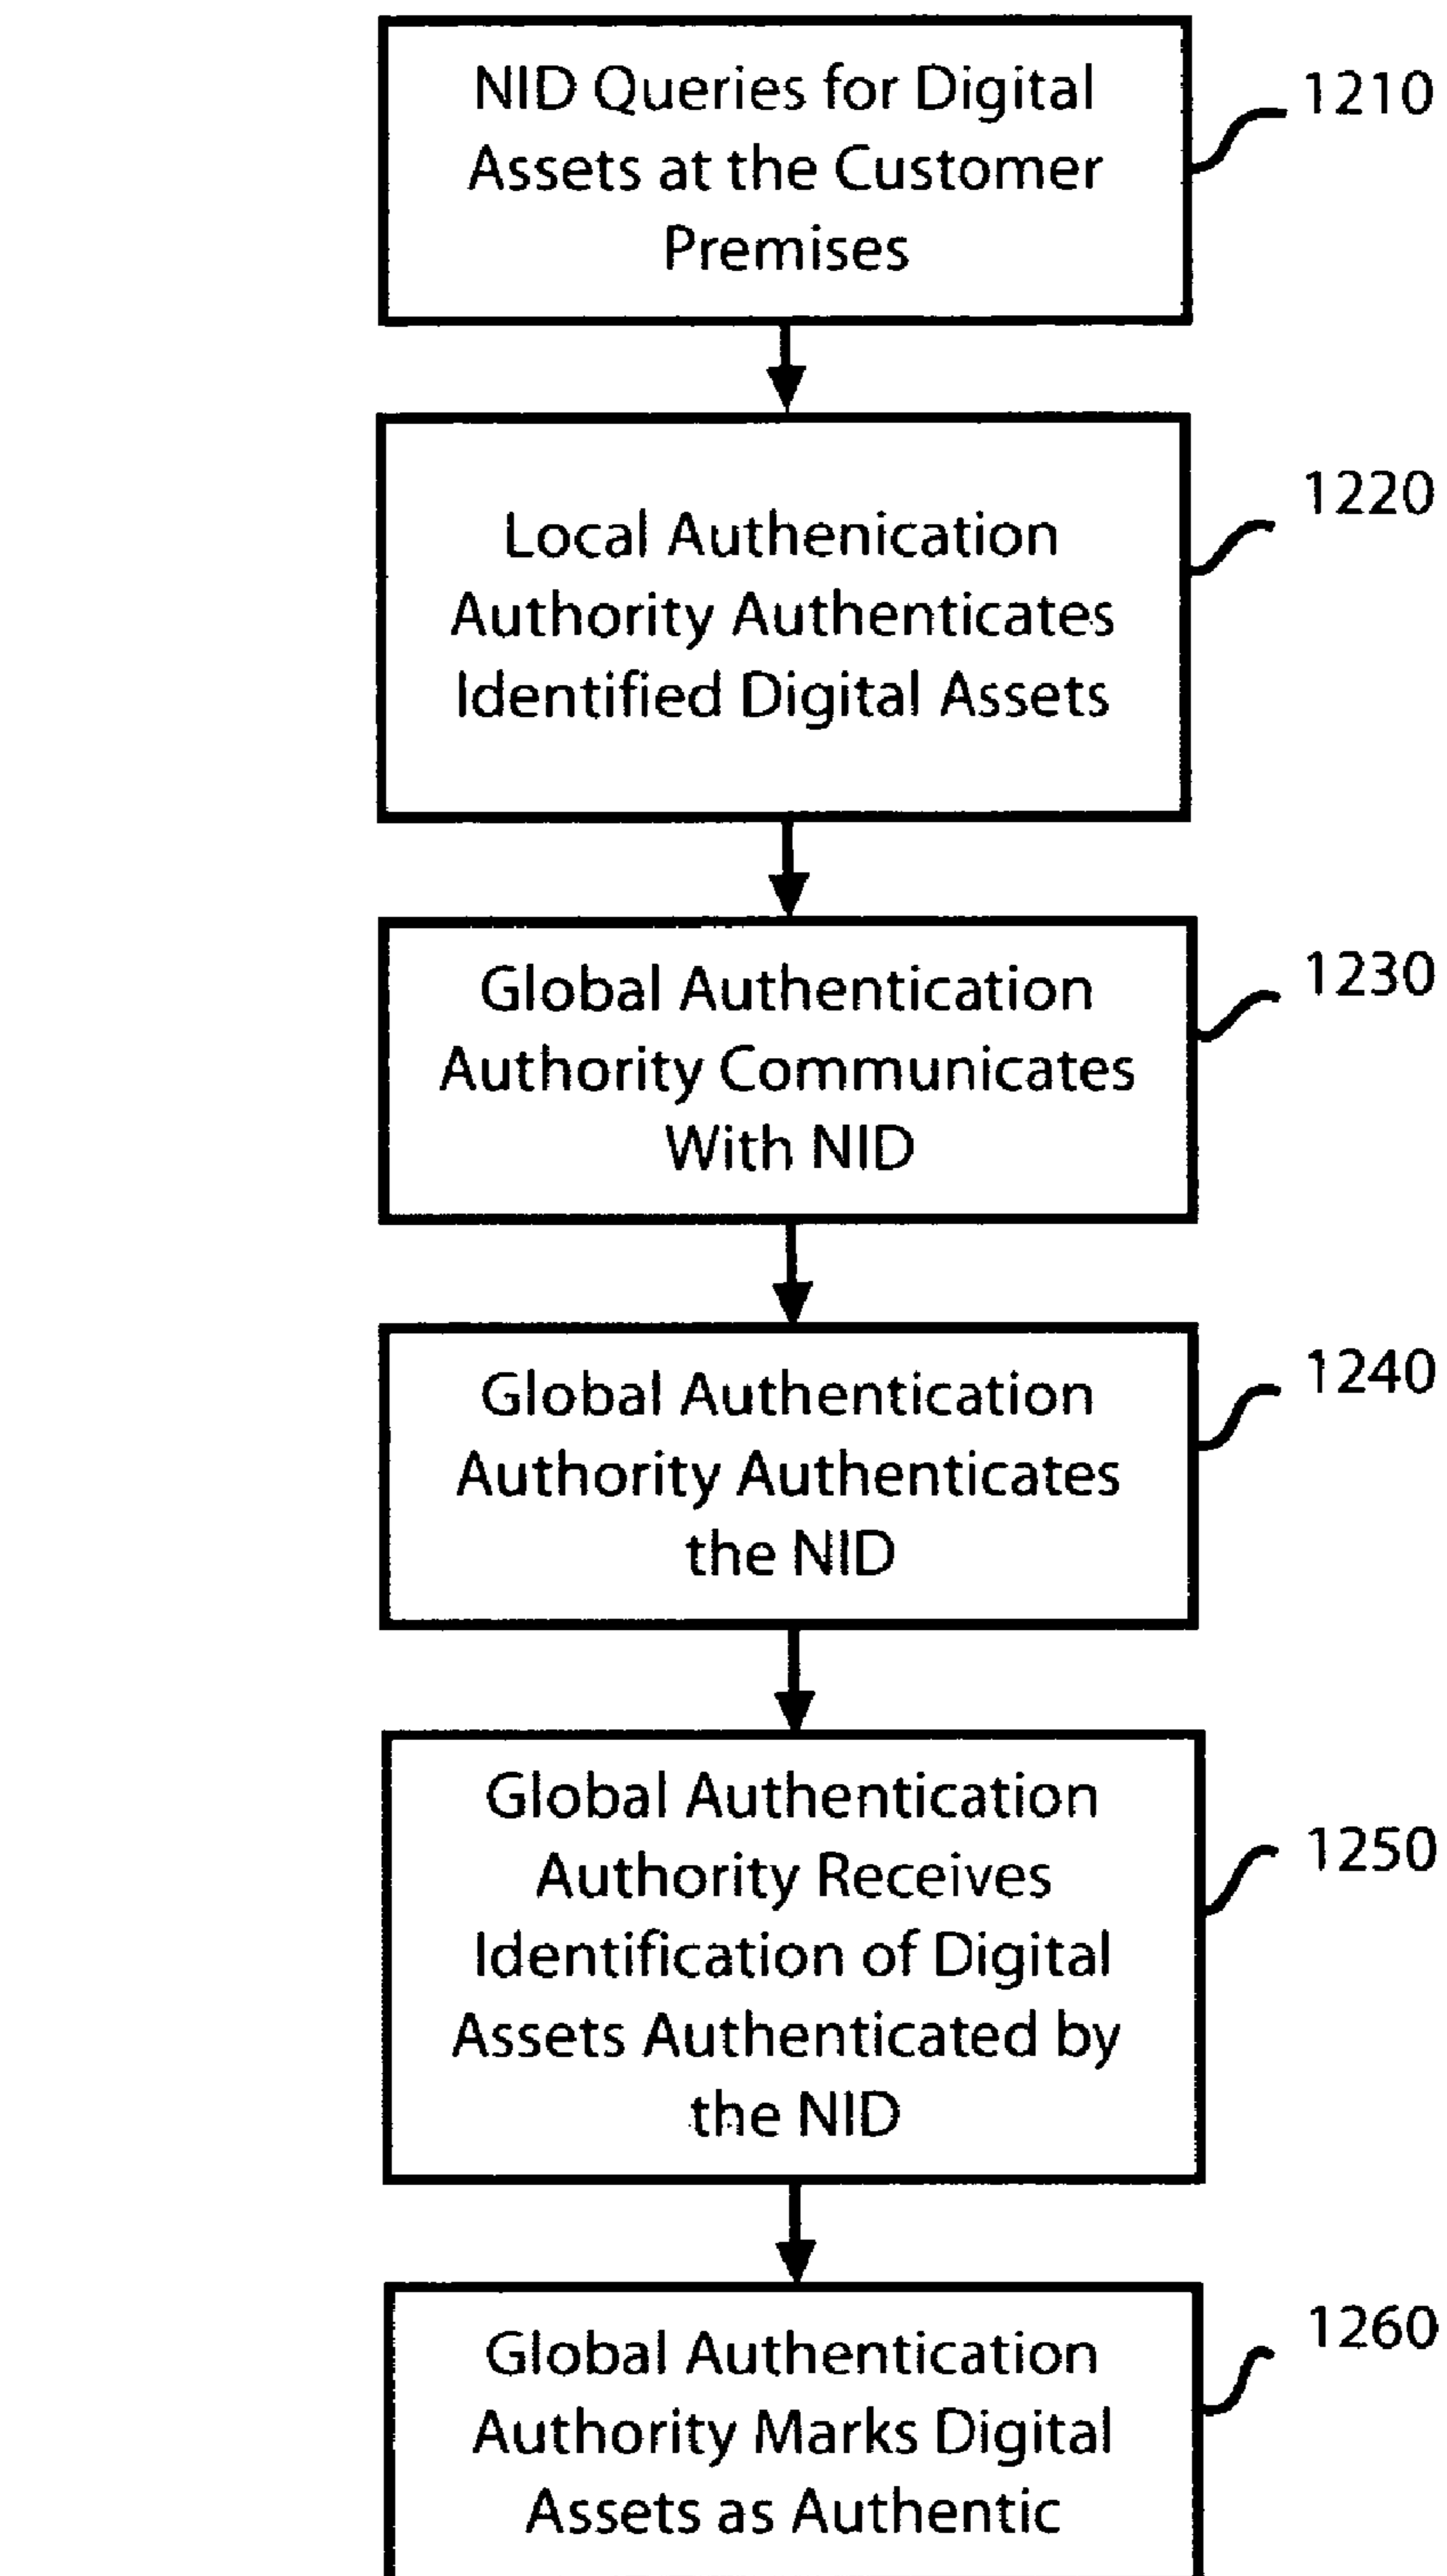 NID Queries for Digital
Assets at the Customer
Premises
1210
Local Authenication
Authority Authenticates
Identified Digital Assets
1220
Global Authentication
Authority Communicates
With NID
1230
Global Authentication
Authority Authenticates
the NID
1240
Global Authentication
Authority Receives
Identification of Digital
Assets Authenticated by
the NID
1250
Global Authentication
Authority Marks Digital
Assets as Authentic
1260